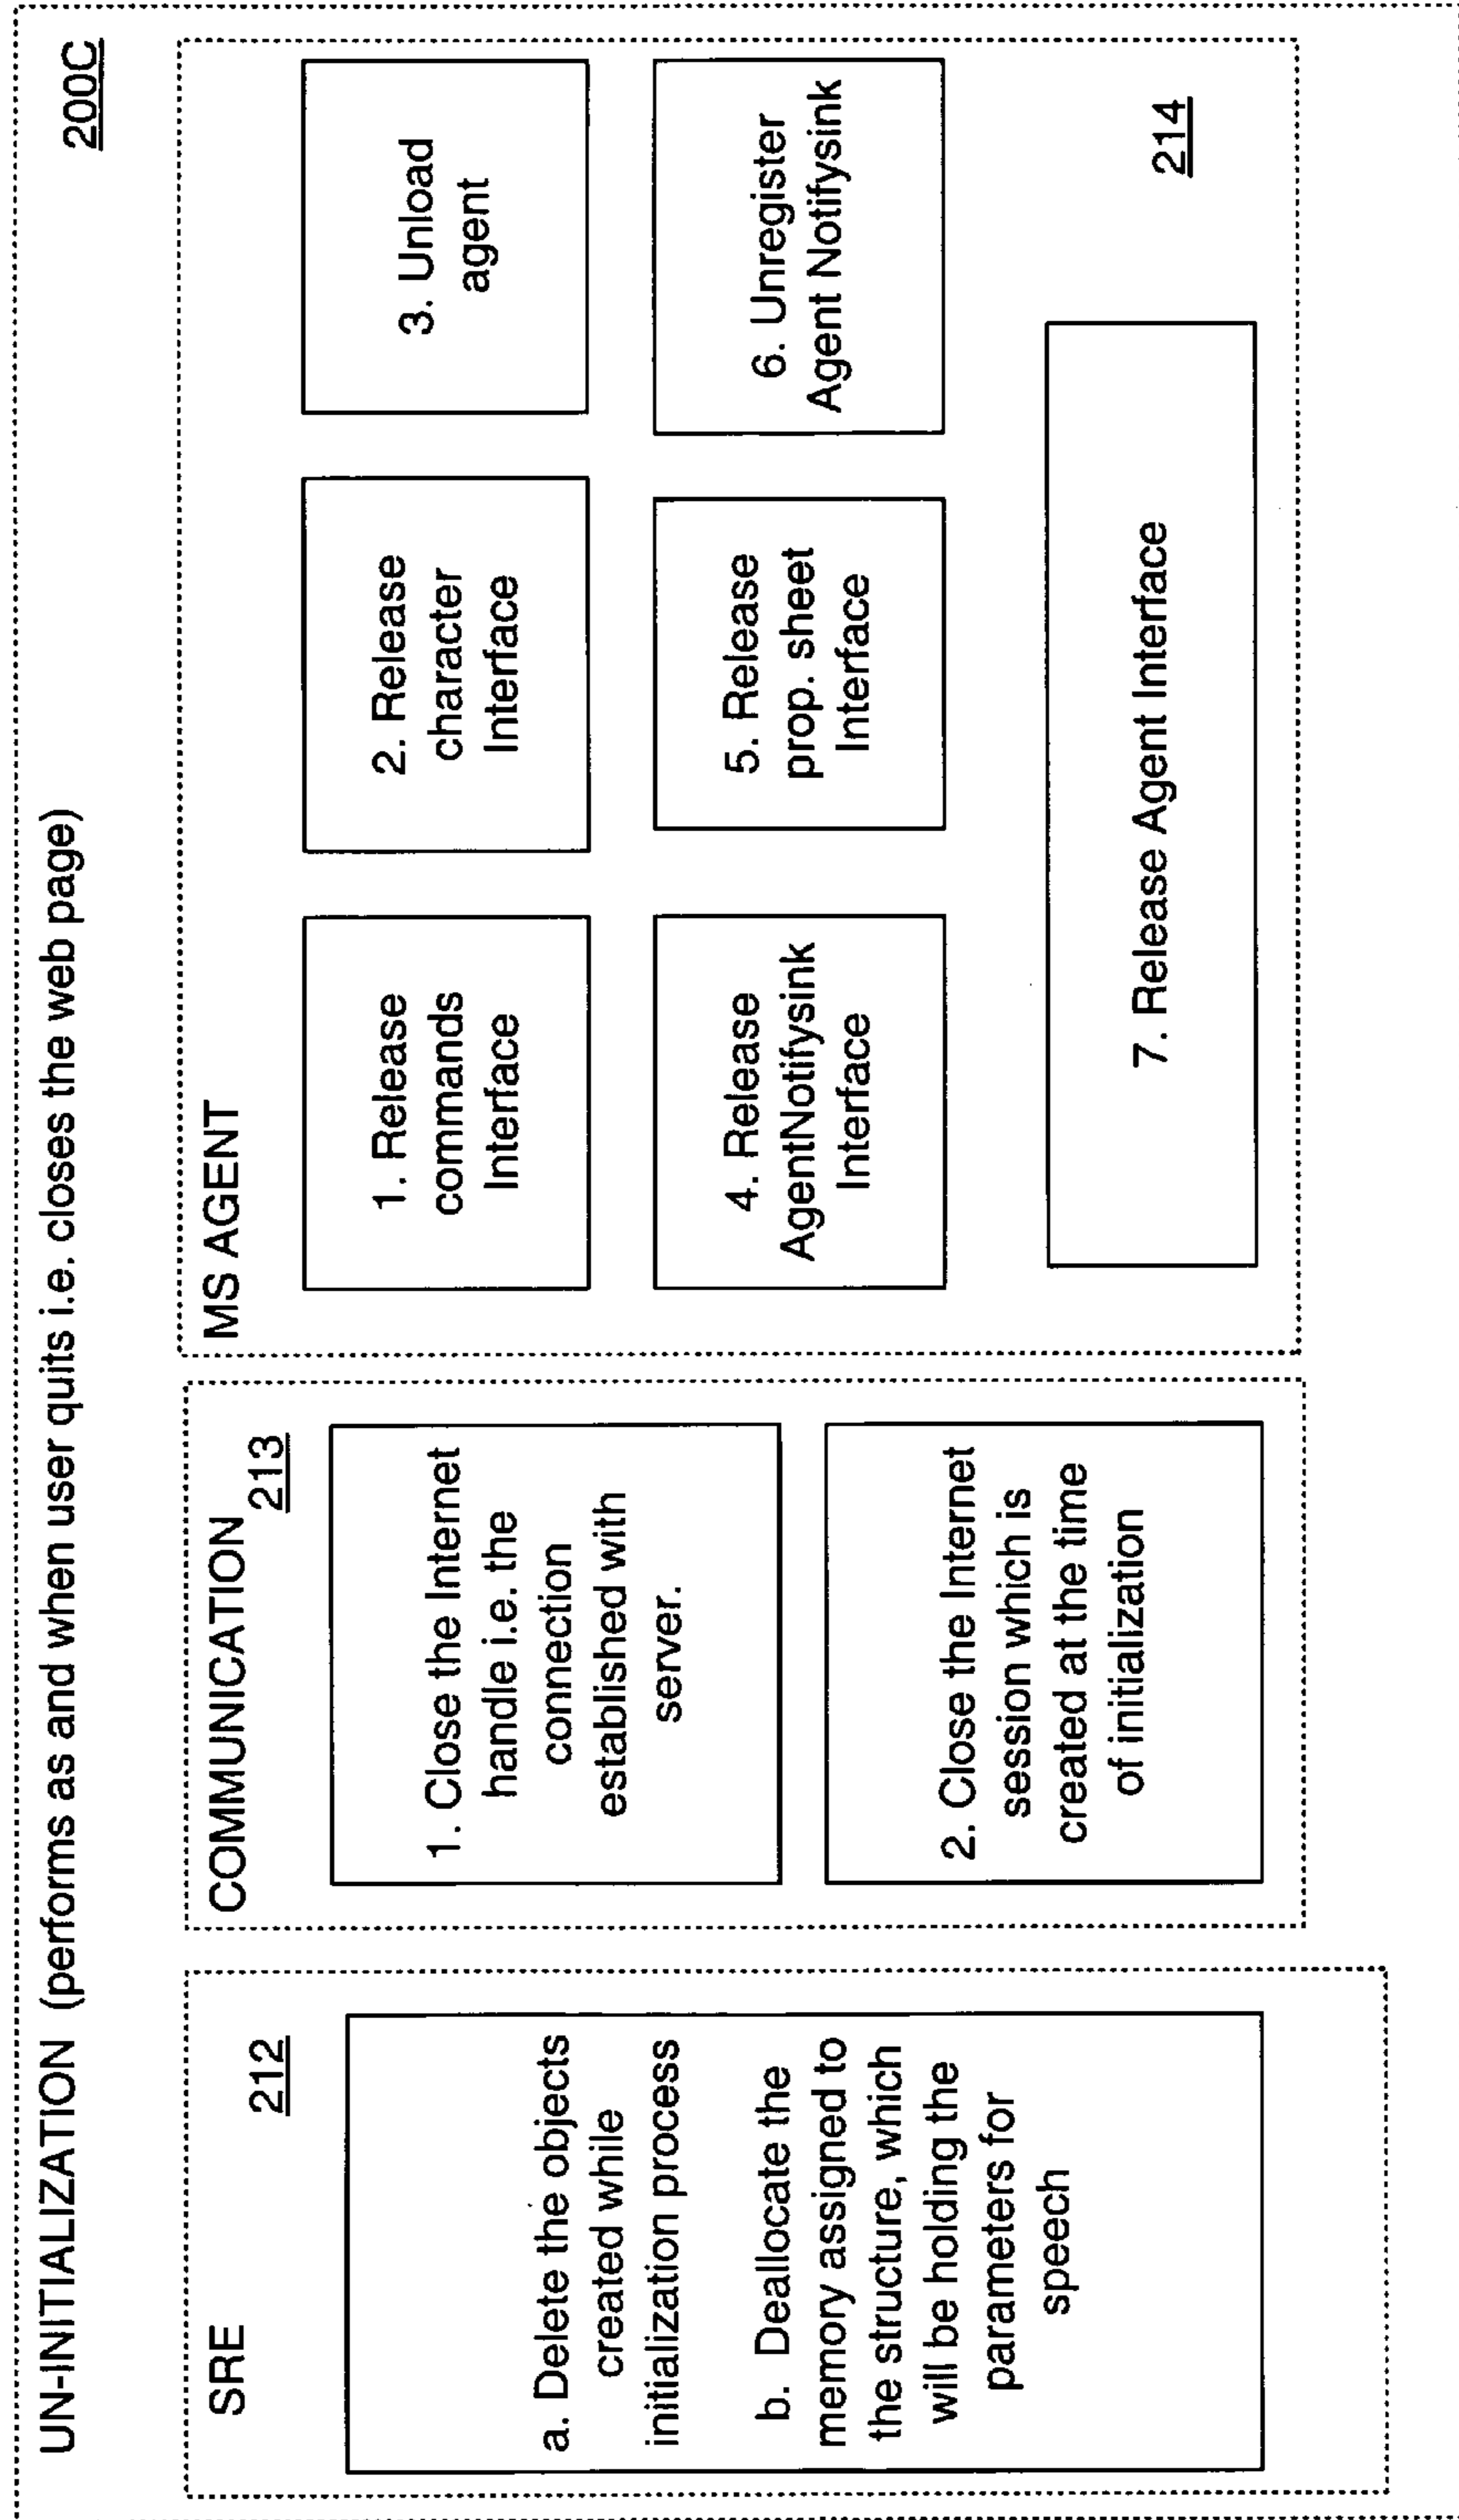 UN-INITIALIZATION (performs as and when user quits i.e. closes the web page)
200C
SRE
212
a. Delete the objects
created while
initialization process
b. Deallocate the
memory assigned to
the structure, which
will be holding the
parameters for
speech
COMMUNICATION
213
1. Close the Internet
handle i.e. the
connection
established with
server.
2. Close the Internet
session which is
created at the time
of initialization
MS AGENT
1. Release
commands
Interface
2. Release
character
Interface
3. Unload
agent
4. Release
AgentNotifysink
Interface
5. Release
prop. sheet
Interface
6. Unregister
Agent Notifysink
7. Release Agent Interface
214